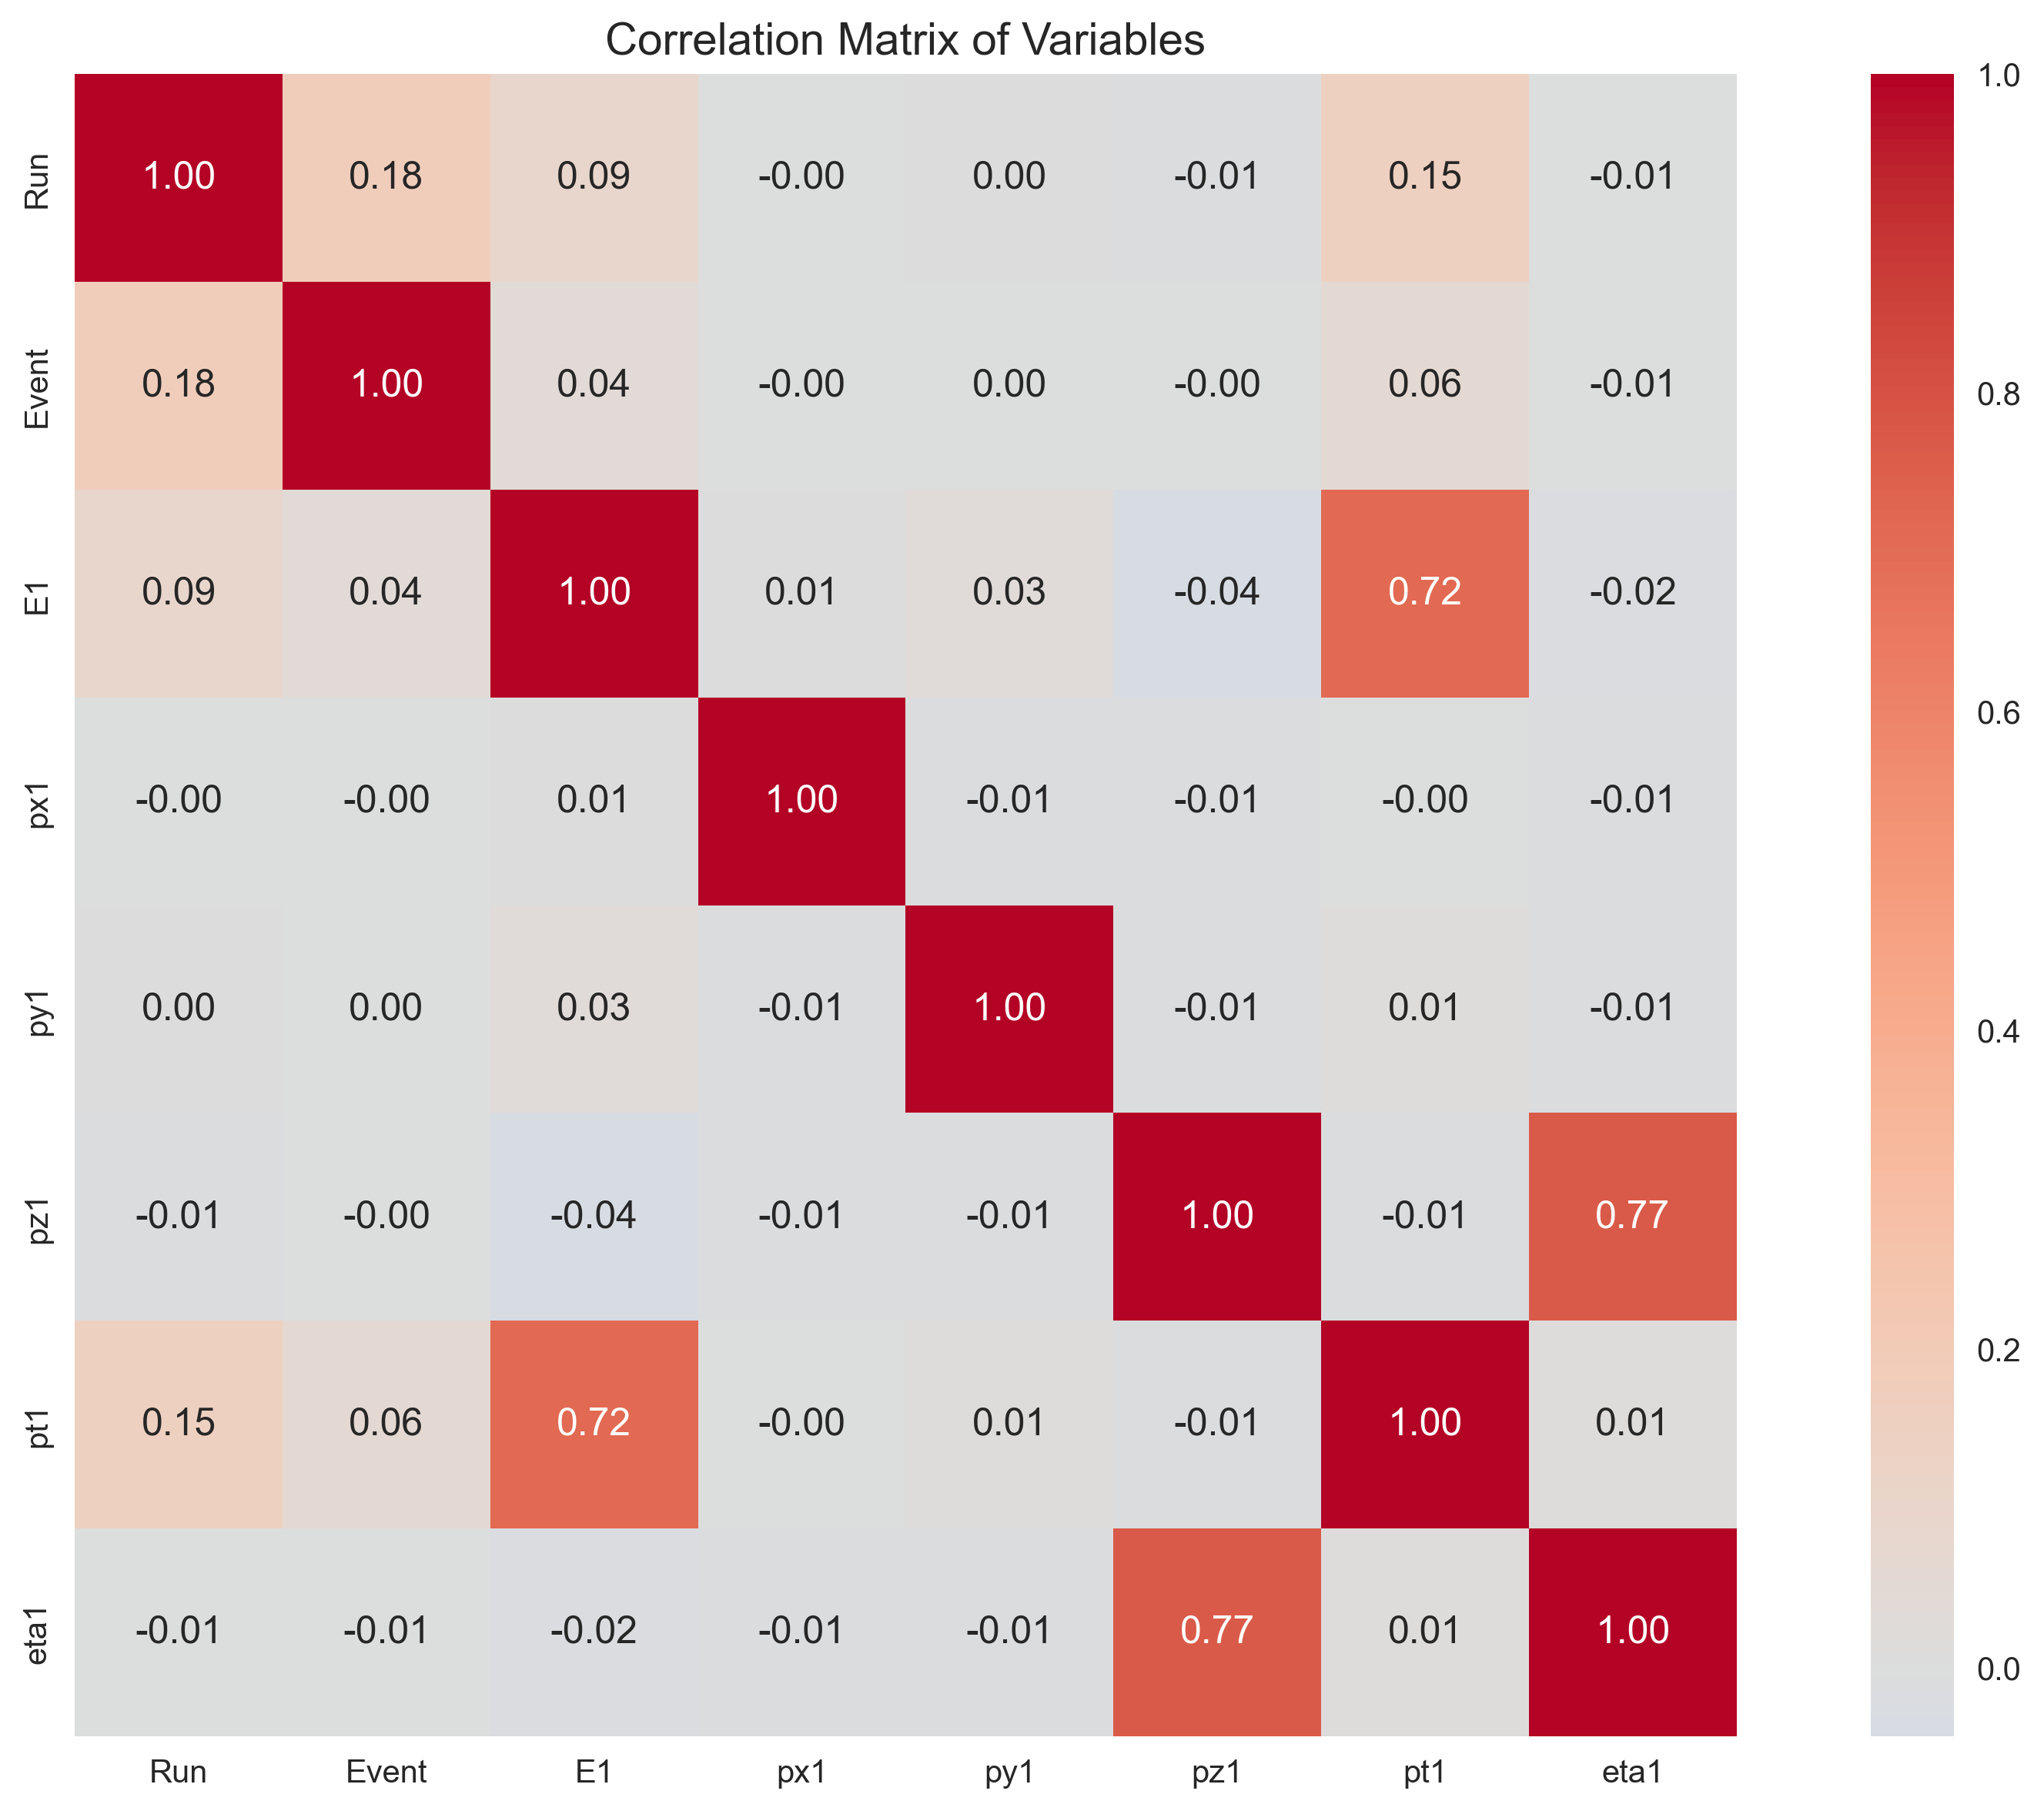 Correlation Matrix of Variables
Run 1.00 0.18 0.09 -0.00 0.00 -0.01 0.15 -0.01
Event 0.18 1.00 0.04 -0.00 0.00 -0.00 0.06 -0.01
E1 0.09 0.04 1.00 0.01 0.03 -0.04 0.72 -0.02
px1 -0.00 -0.00 0.01 1.00 -0.01 -0.01 -0.00 -0.01
py1 0.00 0.00 0.03 -0.01 1.00 -0.01 0.01 -0.01
pz1 -0.01 -0.00 -0.04 -0.01 -0.01 1.00 -0.01 0.77
pt1 0.15 0.06 0.72 -0.00 0.01 -0.01 1.00 0.01
eta1 -0.01 -0.01 -0.02 -0.01 -0.01 0.77 0.01 1.00
Run Event E1 px1 py1 pz1 pt1 eta1
1.0
0.8
0.6
0.4
0.2
0.0